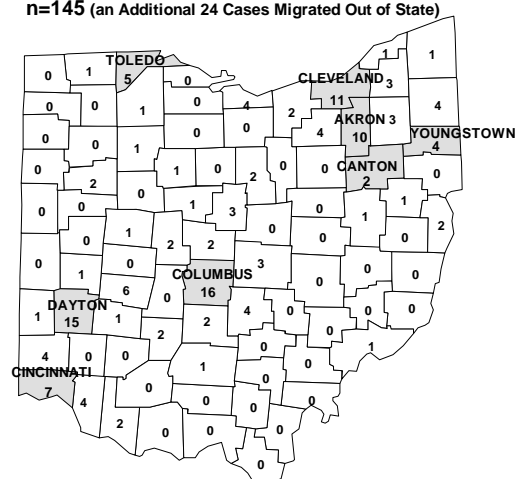 n=145 (an Additional 24 Cases Migrated Out of State)
TOLEDO
5
0 1 0
CLEVELAND
11
1 3 1
0 0 1 0 4 2
4
AKRON 3
10
0 0 0 4
YOUNGSTOWN
4
0 0 1
CANTON
2
0 2 0 1 0 2 0 0 0
0 1 3 0 1 1 2
0 1 2 2 0 0 0
0 1 0 3 0 0 0
COLUMBUS
16
6 0
DAYTON
15
1 1 2 2 4 0 0 0 0
4 0 0 1 0 0 1
CINCINNATI
7
4 0 0 0 0
2 0 0 0
0